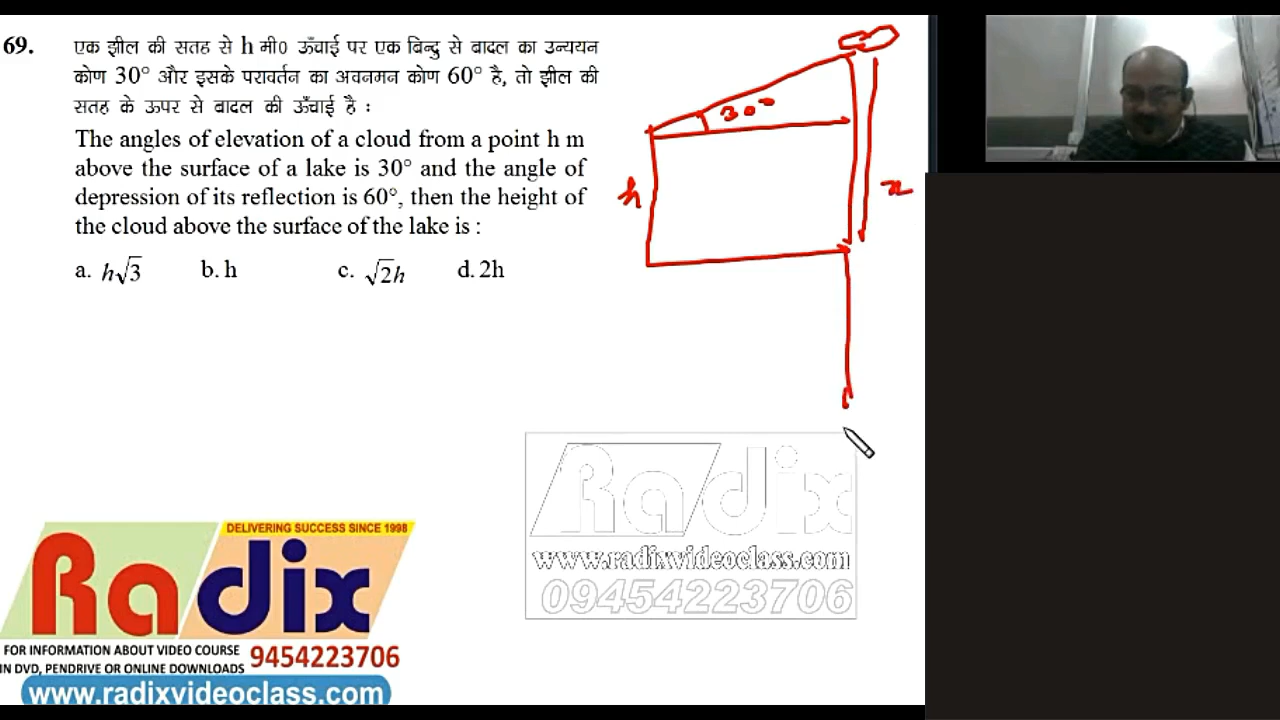 69. एक झील की सतह से h मी0 ऊँचाई पर एक बिन्दु से बादल का उन्नयन
कोण 30° और इसके परावर्तन का अवनमन कोण 60° है, तो झील की
सतह के ऊपर से बादल की ऊँचाई है :
The angles of elevation of a cloud from a point h m
above the surface of a lake is 30° and the angle of
depression of its reflection is 60°, then the height of
the cloud above the surface of the lake is :
a. h√3 b. h c. √2h d. 2h
30°
h
x
Radix
www.radixvideoclass.com
09454223706
DELIVERING SUCCESS SINCE 1998
Radix
FOR INFORMATION ABOUT VIDEO COURSE
IN DVD, PENDRIVE OR ONLINE DOWNLOADS 9454223706
www.radixvideoclass.com